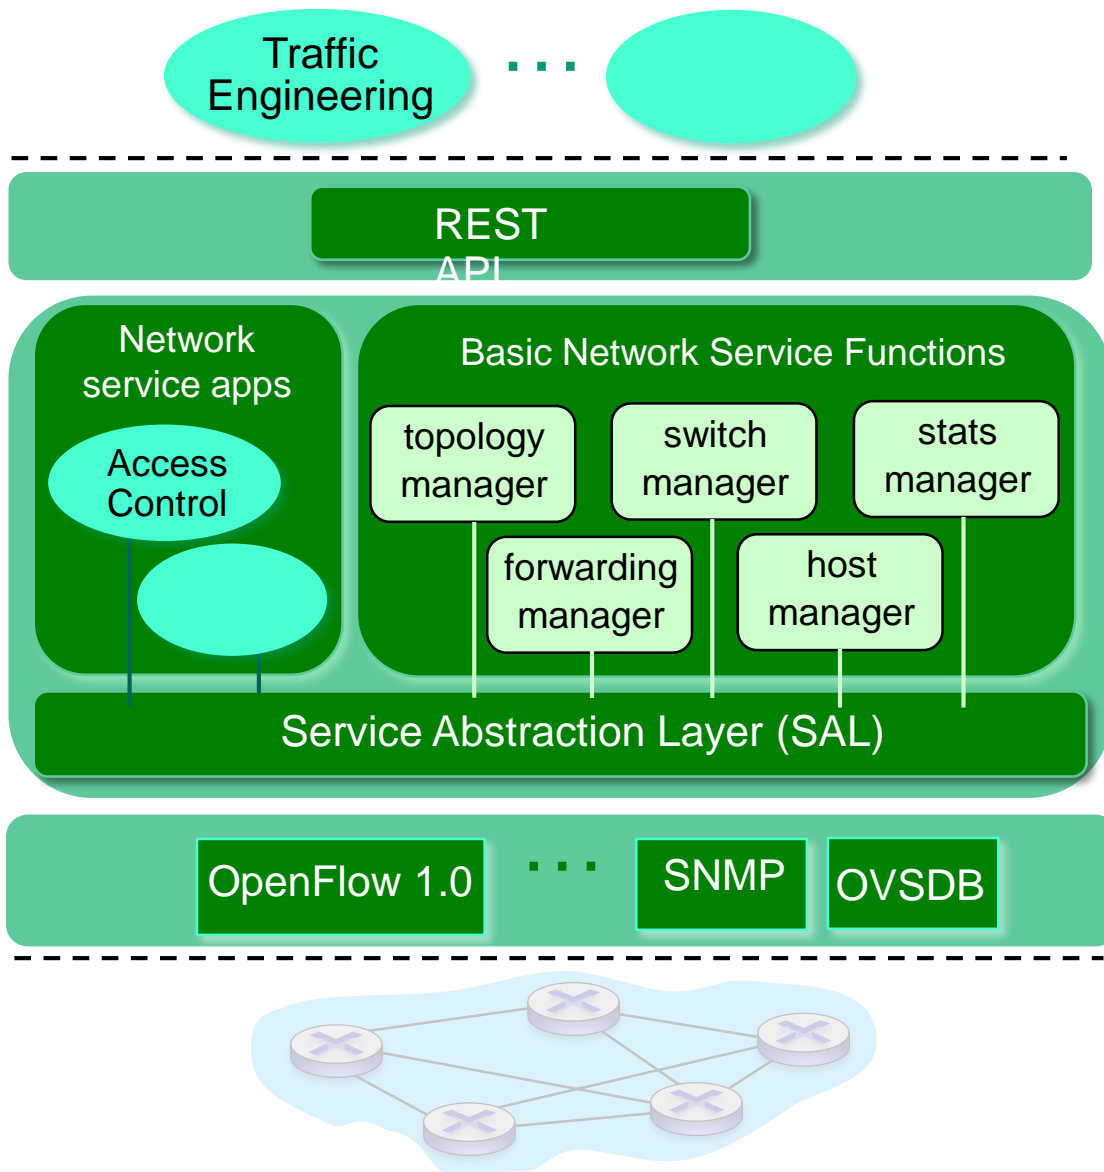 Traffic
Engineering
REST
API
Network
service apps
Basic Network Service Functions
topology
manager
switch
manager
stats
manager
Access
Control
forwarding
manager
host
manager
Service Abstraction Layer (SAL)
OpenFlow 1.0
SNMP
OVSDB